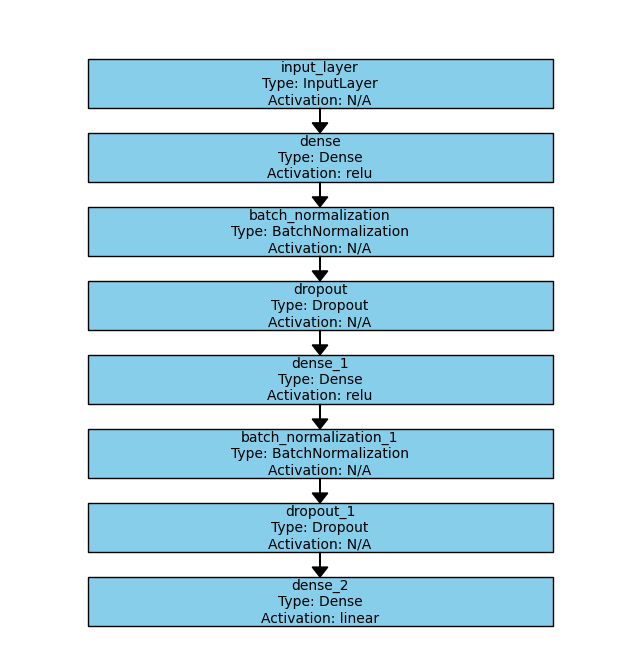 input_layer
Type: InputLayer
Activation: N/A
dense
Type: Dense
Activation: relu
batch_normalization
Type: BatchNormalization
Activation: N/A
dropout
Type: Dropout
Activation: N/A
dense_1
Type: Dense
Activation: relu
batch_normalization_1
Type: BatchNormalization
Activation: N/A
dropout_1
Type: Dropout
Activation: N/A
dense_2
Type: Dense
Activation: linear